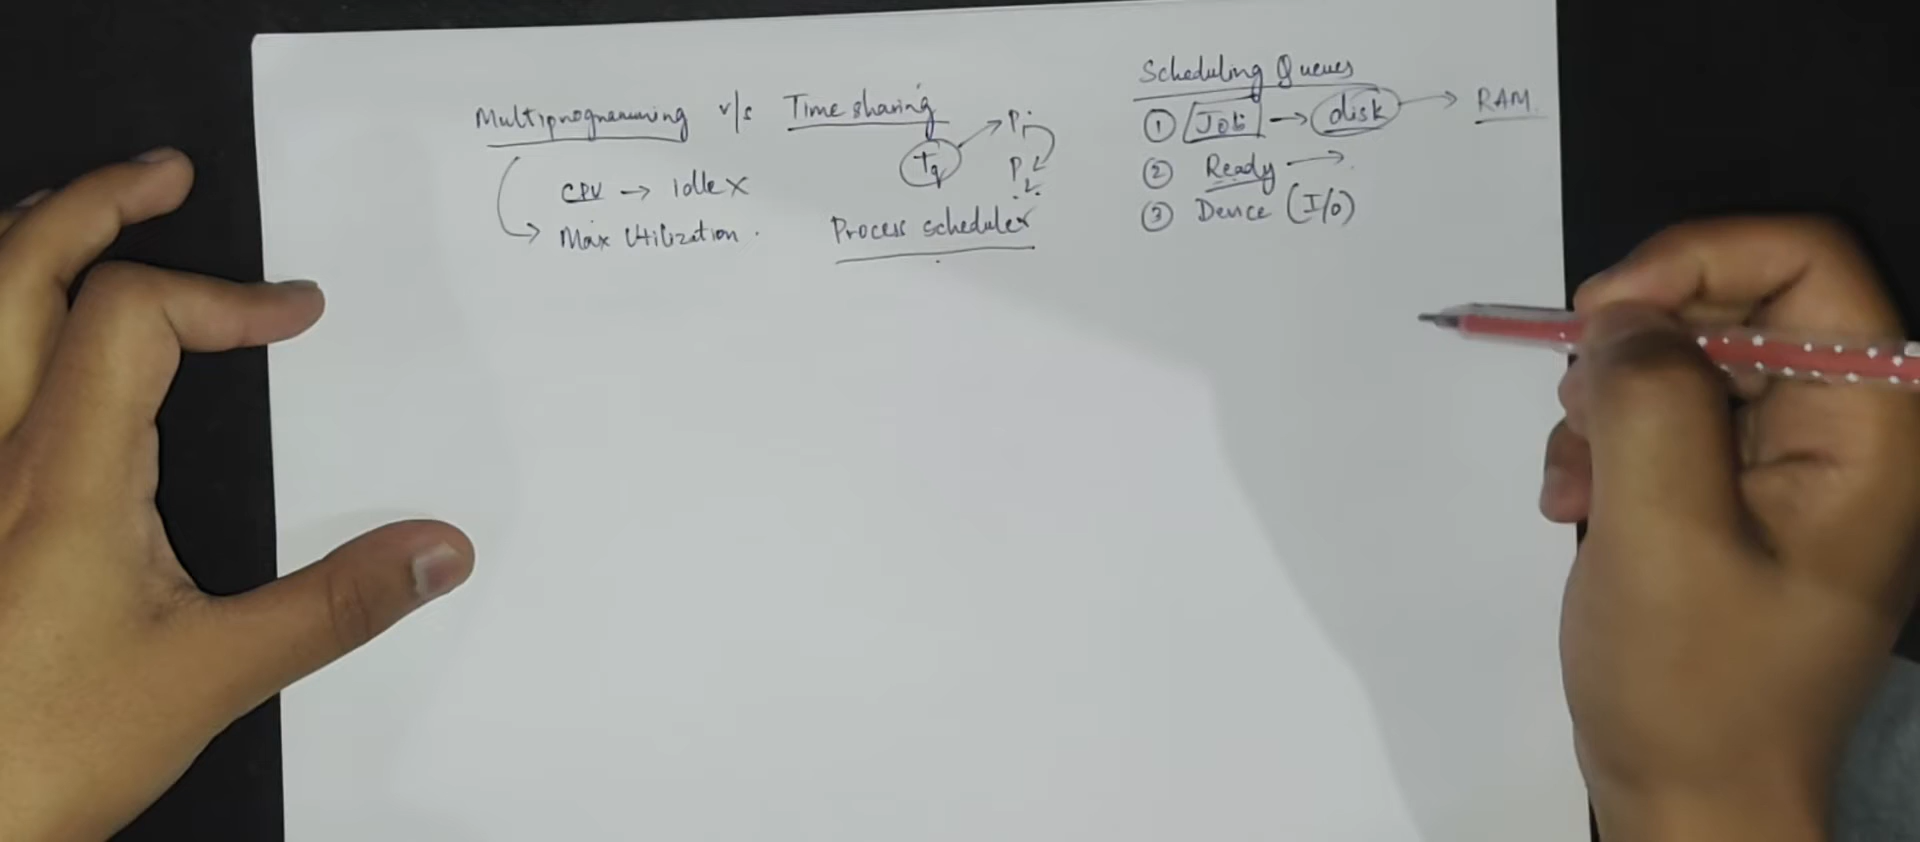 Multiprogramming v/s Time sharing
Tq → P1
P2
CPU → idle X
→ Max Utilization.
Process scheduler
Scheduling Queues
① Job → disk → RAM.
② Ready →
③ Device (I/O)